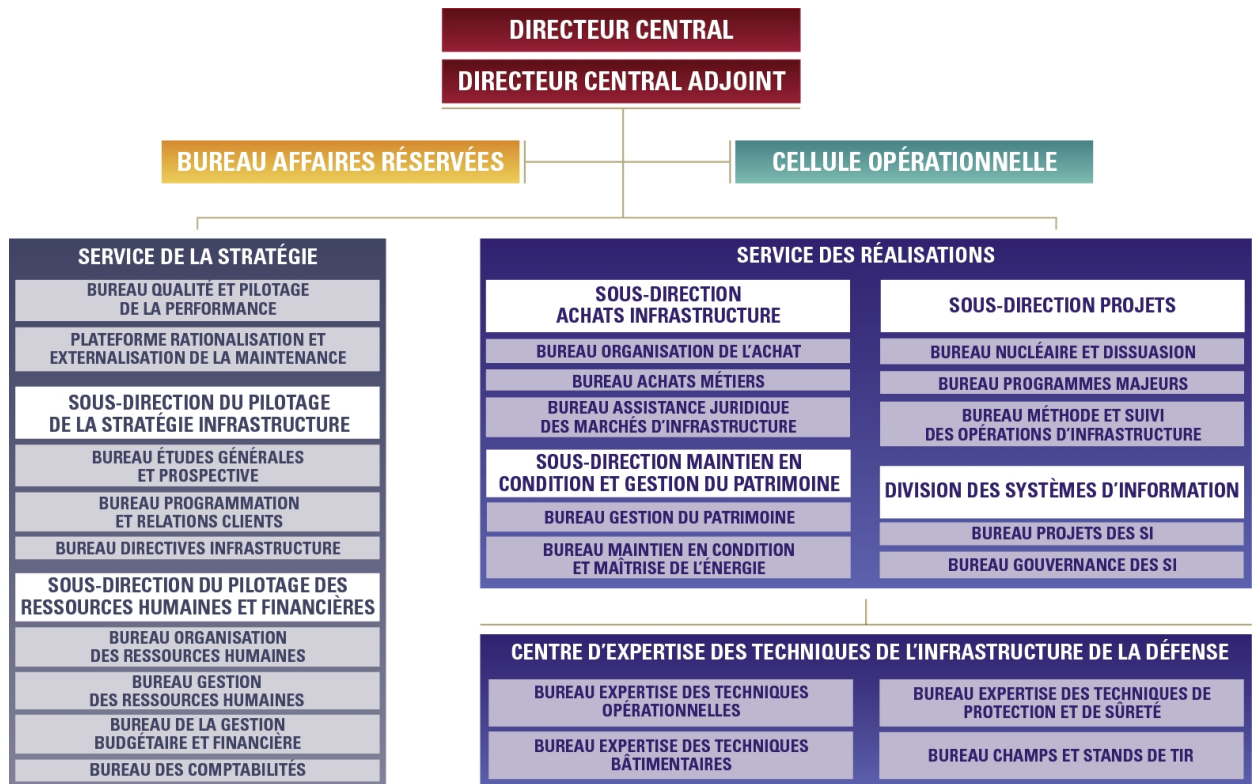 DIRECTEUR CENTRAL
DIRECTEUR CENTRAL ADJOINT
BUREAU AFFAIRES RÉSERVÉES
CELLULE OPÉRATIONNELLE
SERVICE DE LA STRATÉGIE
BUREAU QUALITÉ ET PILOTAGE
DE LA PERFORMANCE
PLATEFORME RATIONALISATION ET
EXTERNALISATION DE LA MAINTENANCE
SOUS-DIRECTION DU PILOTAGE
DE LA STRATÉGIE INFRASTRUCTURE
BUREAU ÉTUDES GÉNÉRALES
ET PROSPECTIVE
BUREAU PROGRAMMATION
ET RELATIONS CLIENTS
BUREAU DIRECTIVES INFRASTRUCTURE
SOUS-DIRECTION DU PILOTAGE DES
RESSOURCES HUMAINES ET FINANCIÈRES
BUREAU ORGANISATION
DES RESSOURCES HUMAINES
BUREAU GESTION
DES RESSOURCES HUMAINES
BUREAU DE LA GESTION
BUDGÉTAIRE ET FINANCIÈRE
BUREAU DES COMPTABILITÉS
SERVICE DES RÉALISATIONS
SOUS-DIRECTION
ACHATS INFRASTRUCTURE
BUREAU ORGANISATION DE L'ACHAT
BUREAU ACHATS MÉTIERS
BUREAU ASSISTANCE JURIDIQUE
DES MARCHÉS D'INFRASTRUCTURE
SOUS-DIRECTION MAINTIEN EN
CONDITION ET GESTION DU PATRIMOINE
BUREAU GESTION DU PATRIMOINE
BUREAU MAINTIEN EN CONDITION
ET MAÎTRISE DE L'ÉNERGIE
SOUS-DIRECTION PROJETS
BUREAU NUCLÉAIRE ET DISSUASION
BUREAU PROGRAMMES MAJEURS
BUREAU MÉTHODE ET SUIVI
DES OPÉRATIONS D'INFRASTRUCTURE
DIVISION DES SYSTÈMES D'INFORMATION
BUREAU PROJETS DES SI
BUREAU GOUVERNANCE DES SI
CENTRE D'EXPERTISE DES TECHNIQUES DE L'INFRASTRUCTURE DE LA DÉFENSE
BUREAU EXPERTISE DES TECHNIQUES
OPÉRATIONNELLES
BUREAU EXPERTISE DES TECHNIQUES
BÂTIMENTAIRES
BUREAU EXPERTISE DES TECHNIQUES DE
PROTECTION ET DE SÛRETÉ
BUREAU CHAMPS ET STANDS DE TIR